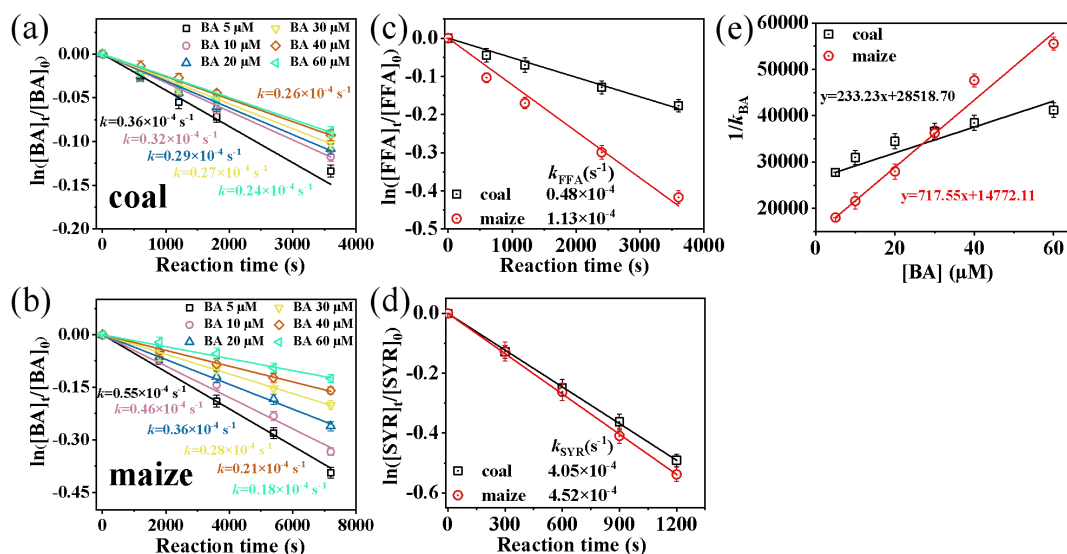 (a)
BA 5 μM
BA 30 μM
BA 10 μM
BA 40 μM
BA 20 μM
BA 60 μM
k=0.26×10⁻⁴ s⁻¹
k=0.36×10⁻⁴ s⁻¹
k=0.32×10⁻⁴ s⁻¹
k=0.29×10⁻⁴ s⁻¹
k=0.27×10⁻⁴ s⁻¹
k=0.24×10⁻⁴ s⁻¹
coal
0.00
-0.05
-0.10
-0.15
-0.20
ln([BA]t/[BA]0)
0 1000 2000 3000 4000
Reaction time (s)
(c)
0.0
-0.1
-0.2
-0.3
-0.4
-0.5
ln([FFA]t/[FFA]0)
kFFA(s⁻¹)
coal 0.48×10⁻⁴
maize 1.13×10⁻⁴
0 1200 2400 3600
Reaction time (s)
(e)
60000
50000
40000
30000
20000
1/kBA
coal
maize
y=233.23x+28518.70
y=717.55x+14772.11
0 20 40 60
[BA] (μM)
(b)
BA 5 μM
BA 30 μM
BA 10 μM
BA 40 μM
BA 20 μM
BA 60 μM
k=0.55×10⁻⁴ s⁻¹
k=0.46×10⁻⁴ s⁻¹
k=0.36×10⁻⁴ s⁻¹
k=0.28×10⁻⁴ s⁻¹
k=0.21×10⁻⁴ s⁻¹
k=0.18×10⁻⁴ s⁻¹
maize
0.00
-0.15
-0.30
-0.45
ln([BA]t/[BA]0)
0 2000 4000 6000 8000
Reaction time (s)
(d)
0.0
-0.2
-0.4
-0.6
ln([SYR]t/[SYR]0)
kSYR(s⁻¹)
coal 4.05×10⁻⁴
maize 4.52×10⁻⁴
0 300 600 900 1200
Reaction time (s)